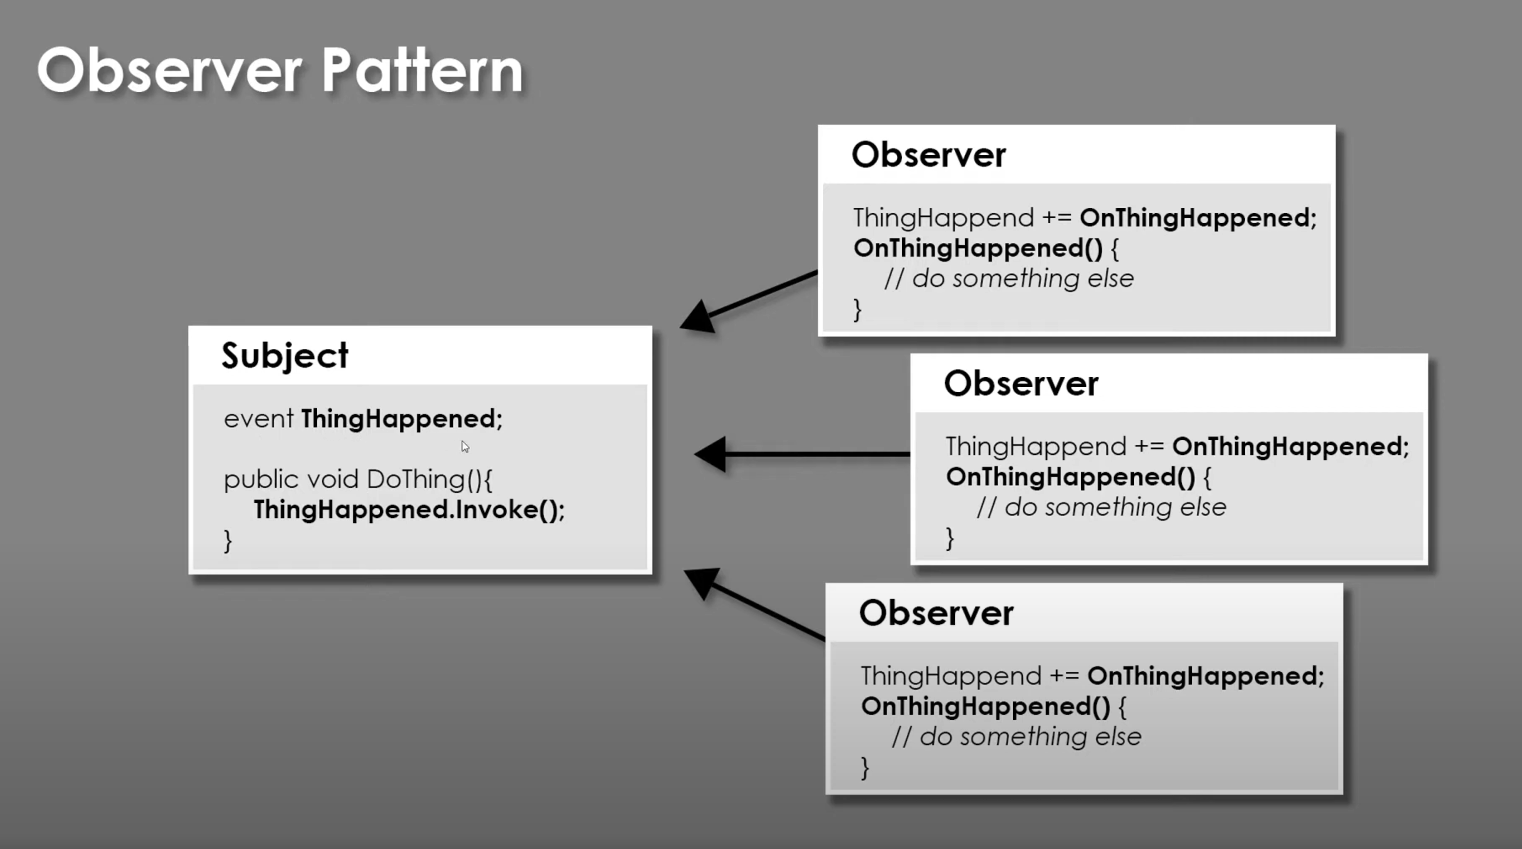 Observer Pattern
Observer
ThingHappend += OnThingHappened;
OnThingHappened() {
// do something else
}
Subject
event ThingHappened;
public void DoThing(){
ThingHappened.Invoke();
}
Observer
ThingHappend += OnThingHappened;
OnThingHappened() {
// do something else
}
Observer
ThingHappend += OnThingHappened;
OnThingHappened() {
// do something else
}